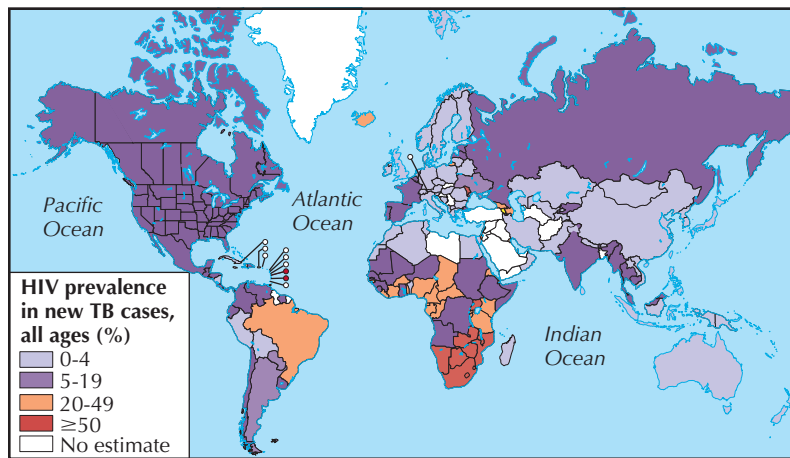 Pacific
Ocean
Atlantic
Ocean
Indian
Ocean
HIV prevalence
in new TB cases,
all ages (%)
0-4
5-19
20-49
≥50
No estimate